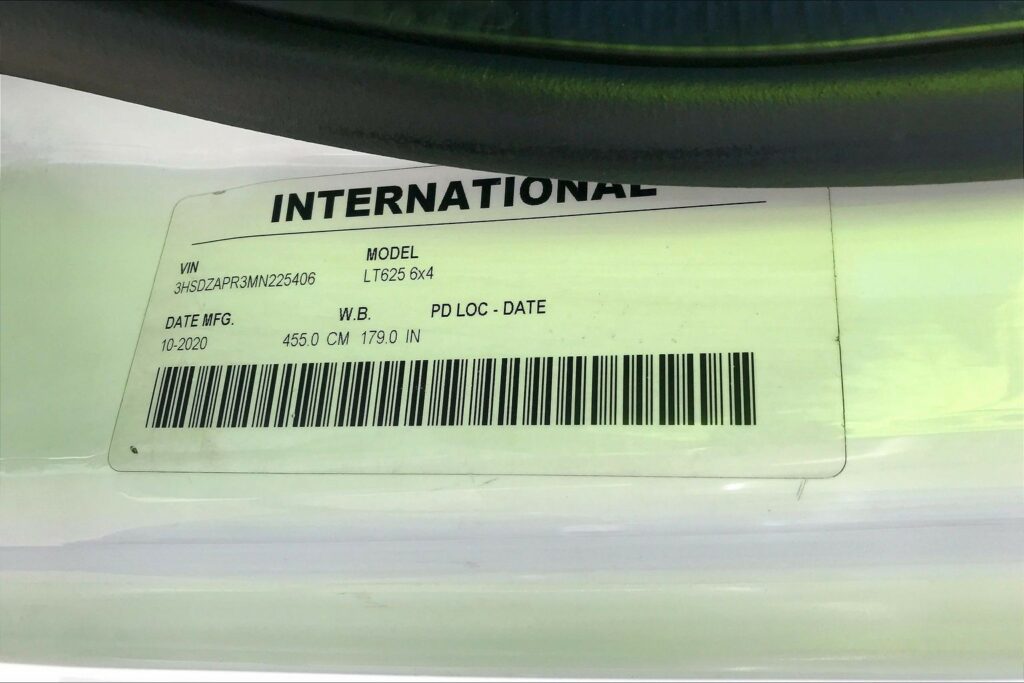 INTERNATIONAL
VIN MODEL
3HSDZAPR3MN225406 LT625 6x4
DATE MFG. W.B. PD LOC - DATE
10-2020 455.0 CM 179.0 IN